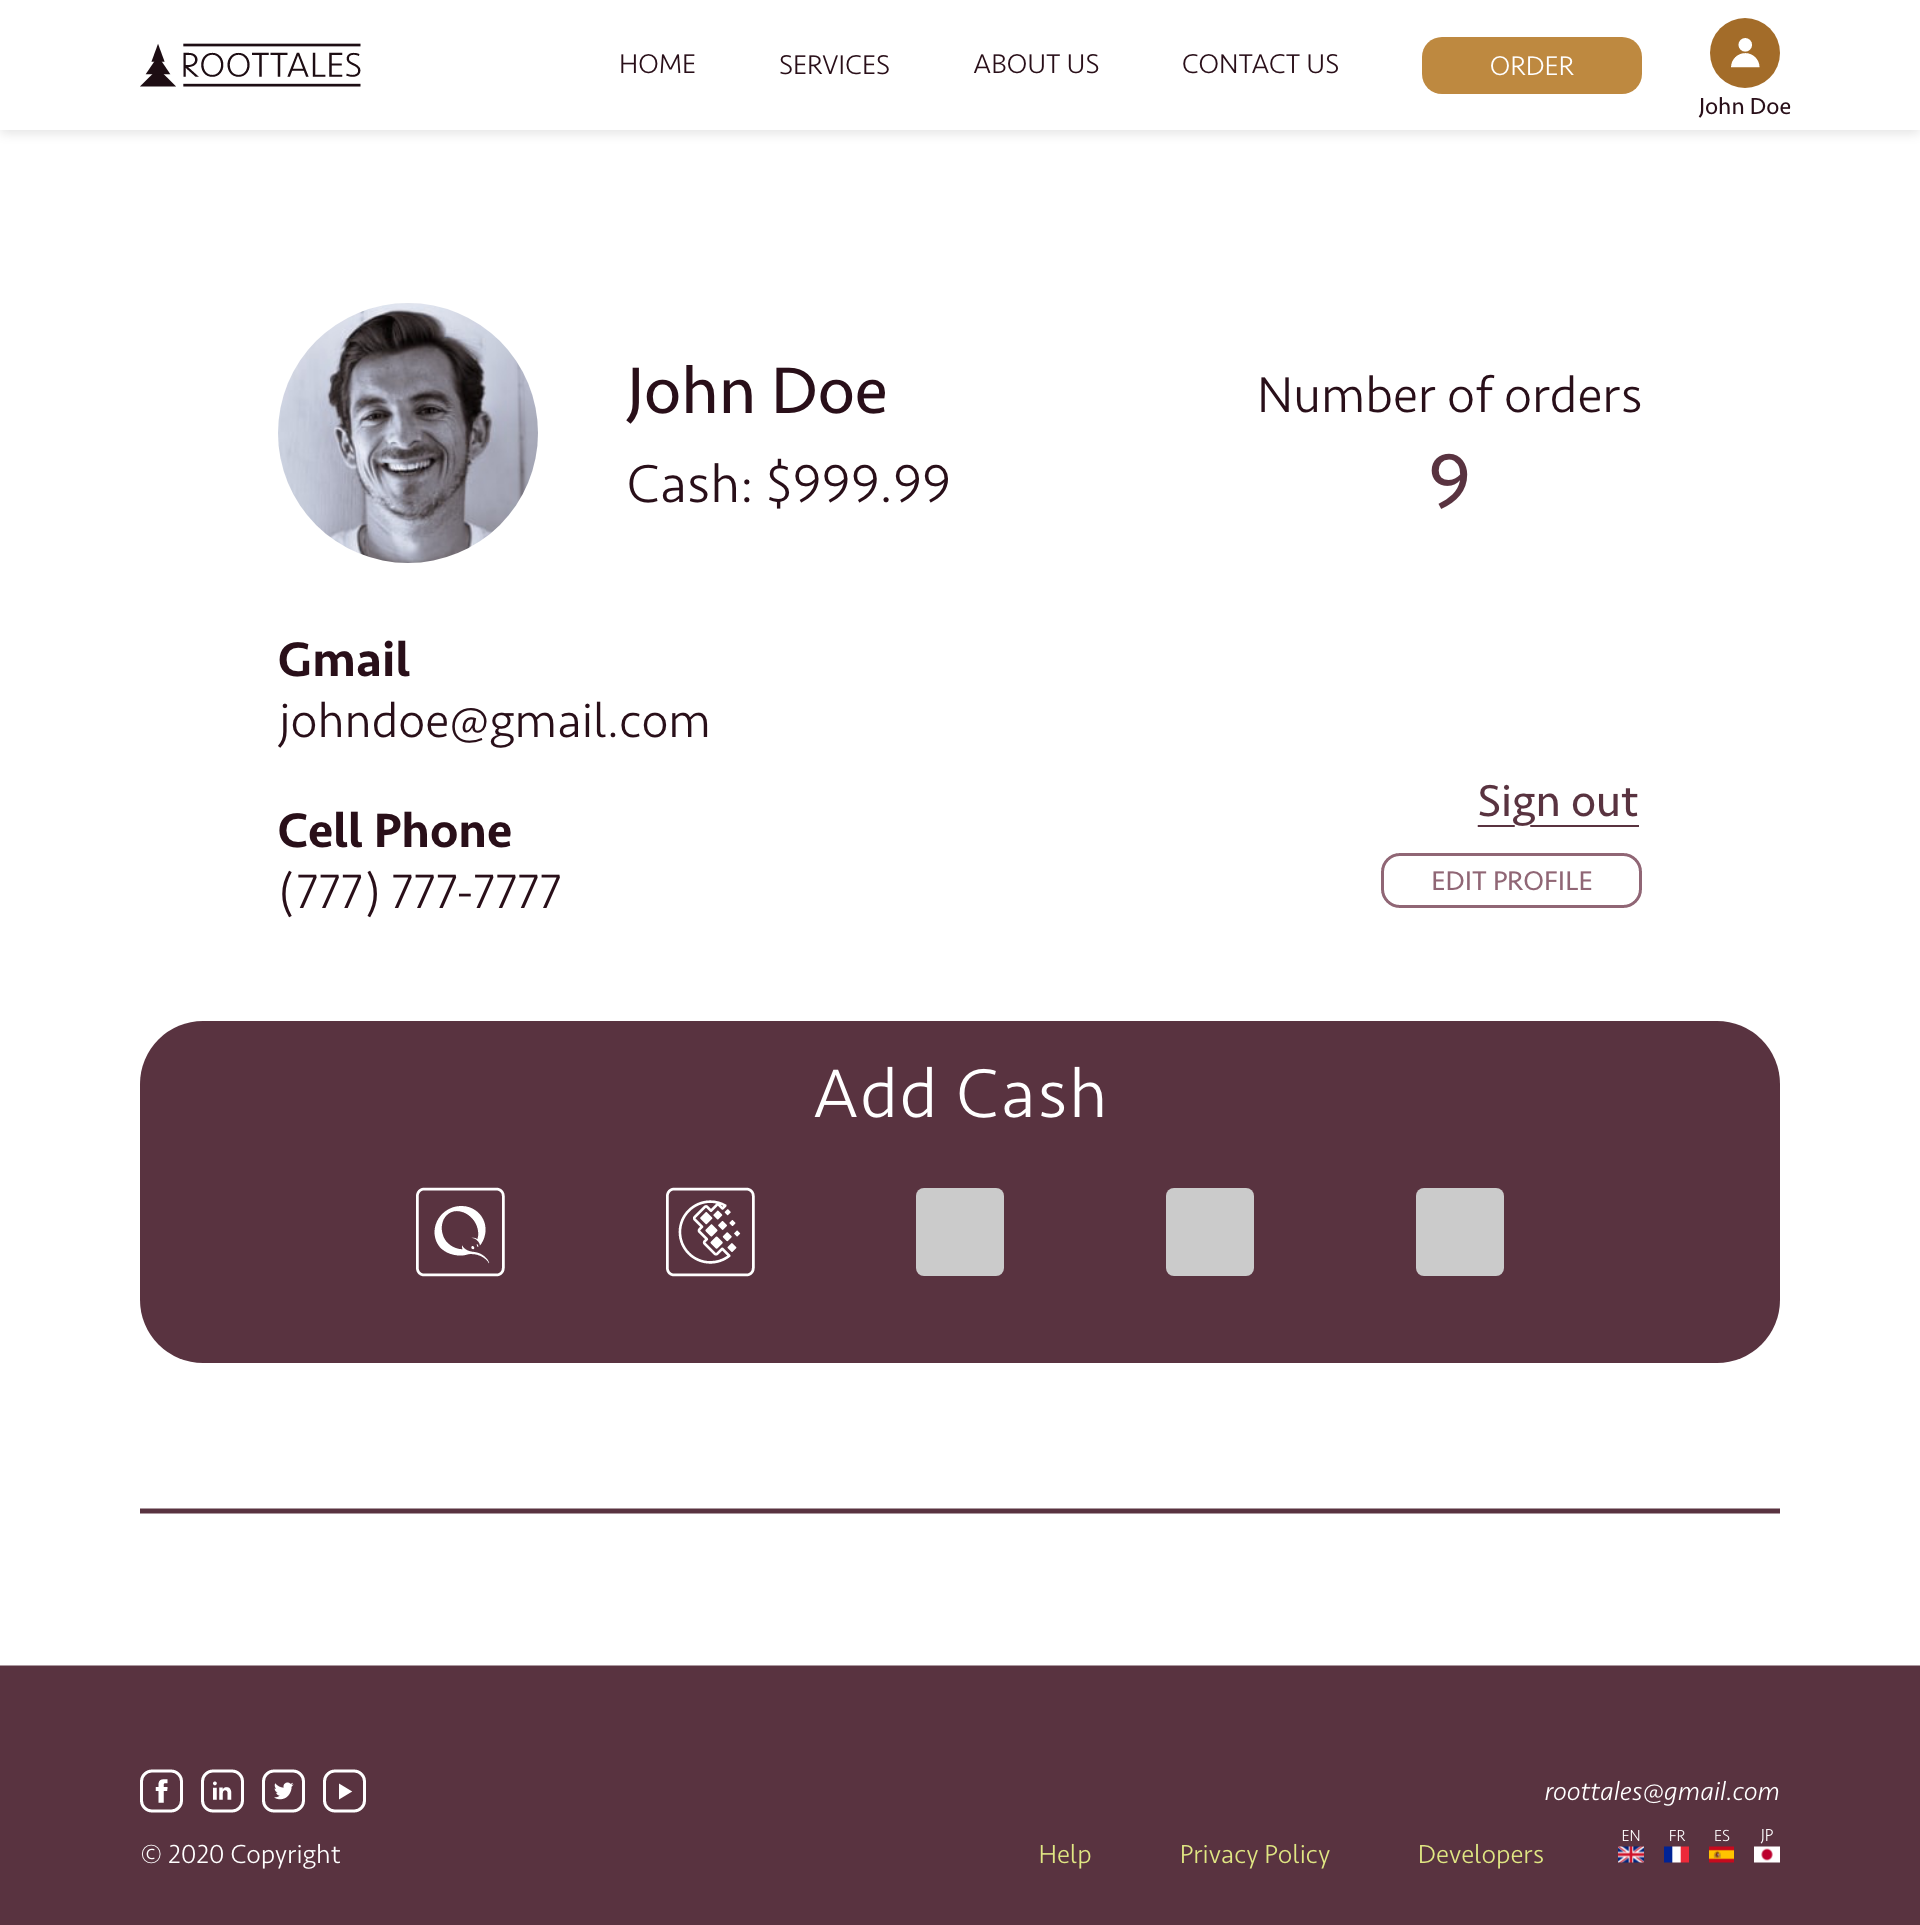 ROOTTALES
HOME
SERVICES
ABOUT US
CONTACT US
ORDER
John Doe
John Doe
Cash: $999.99
Number of orders
9
Gmail
johndoe@gmail.com
Cell Phone
(777) 777-7777
Sign out
EDIT PROFILE
Add Cash
roottales@gmail.com
© 2020 Copyright
Help
Privacy Policy
Developers
EN
FR
ES
JP